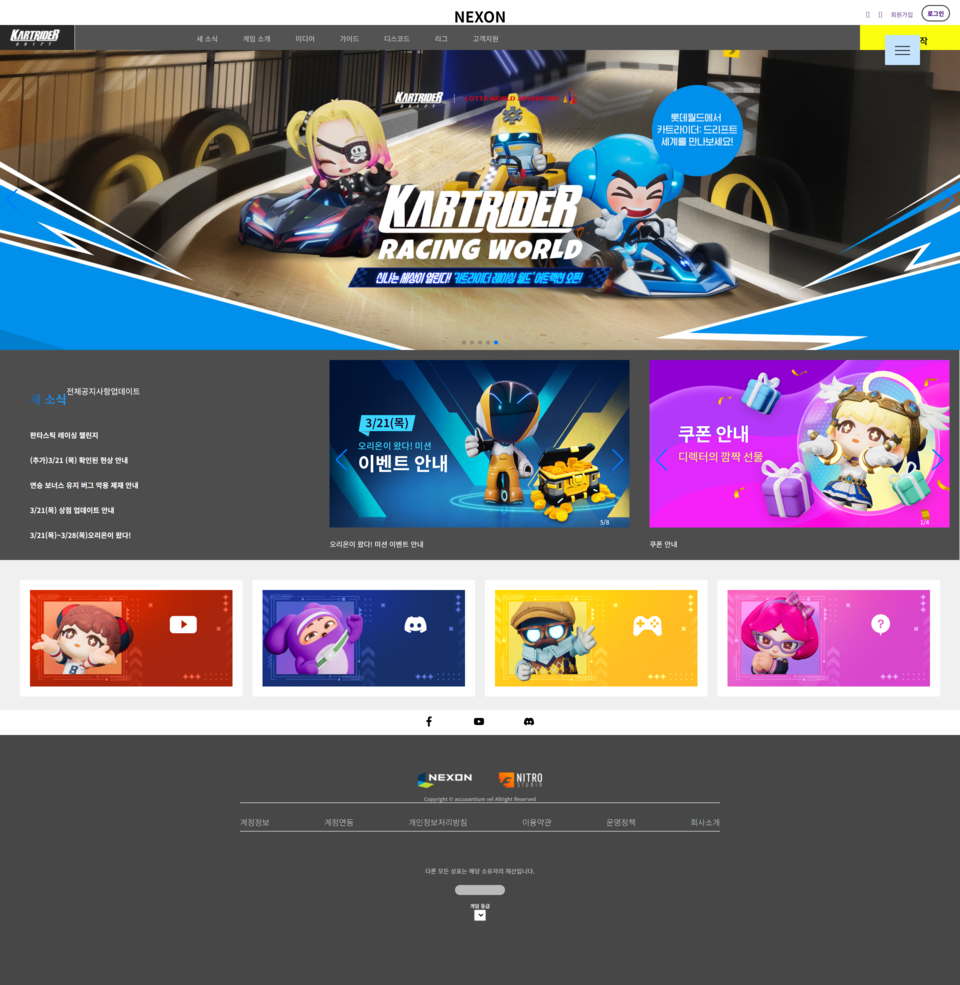 NEXON
회원가입
로그인
KARTRIDER
DRIFT
새 소식
게임 소개
미디어
가이드
디스코드
리그
고객지원
작
KARTRIDER
DRIFT
롯데월드에서
카트라이더: 드리프트
세계를 만나보세요!
KARTRIDER
RACING WORLD
신나는 세상이 열린다! '카트라이더 레이싱 월드' 어트랙션 오픈!
새 소식
전체공지사항업데이트
판타스틱 레이싱 챌린지
(추가)3/21 (목) 확인된 현상 안내
연승 보너스 유지 버그 악용 제재 안내
3/21(목) 상점 업데이트 안내
3/21(목)~3/28(목)오리온이 왔다!
3/21(목)
오리온이 왔다! 미션
이벤트 안내
5/8
오리온이 왔다! 미션 이벤트 안내
쿠폰 안내
디렉터의 깜짝 선물
1/4
쿠폰 안내
NEXON
NITRO
STUDIO
Copyright © accusantium vel Allright Reserved
계정정보
계정연동
개인정보처리방침
이용약관
운영정책
회사소개
다른 모든 상표는 해당 소유자의 재산입니다.
게임 등급